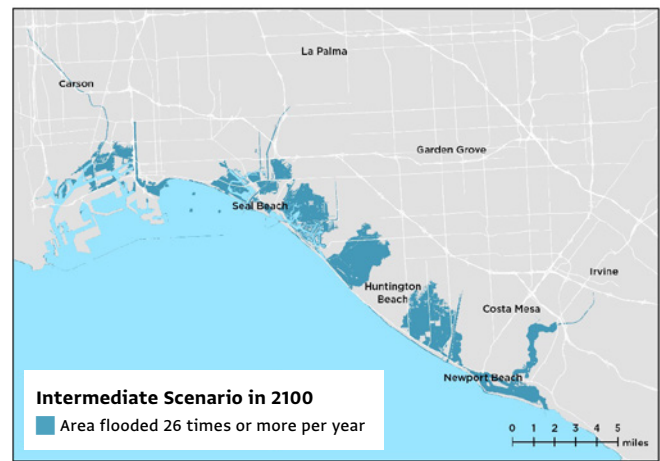 La Palma
Carson
Garden Grove
Seal Beach
Irvine
Huntington
Beach
Costa Mesa
Newport Beach
Intermediate Scenario in 2100
Area flooded 26 times or more per year
0 1 2 3 4 5
miles